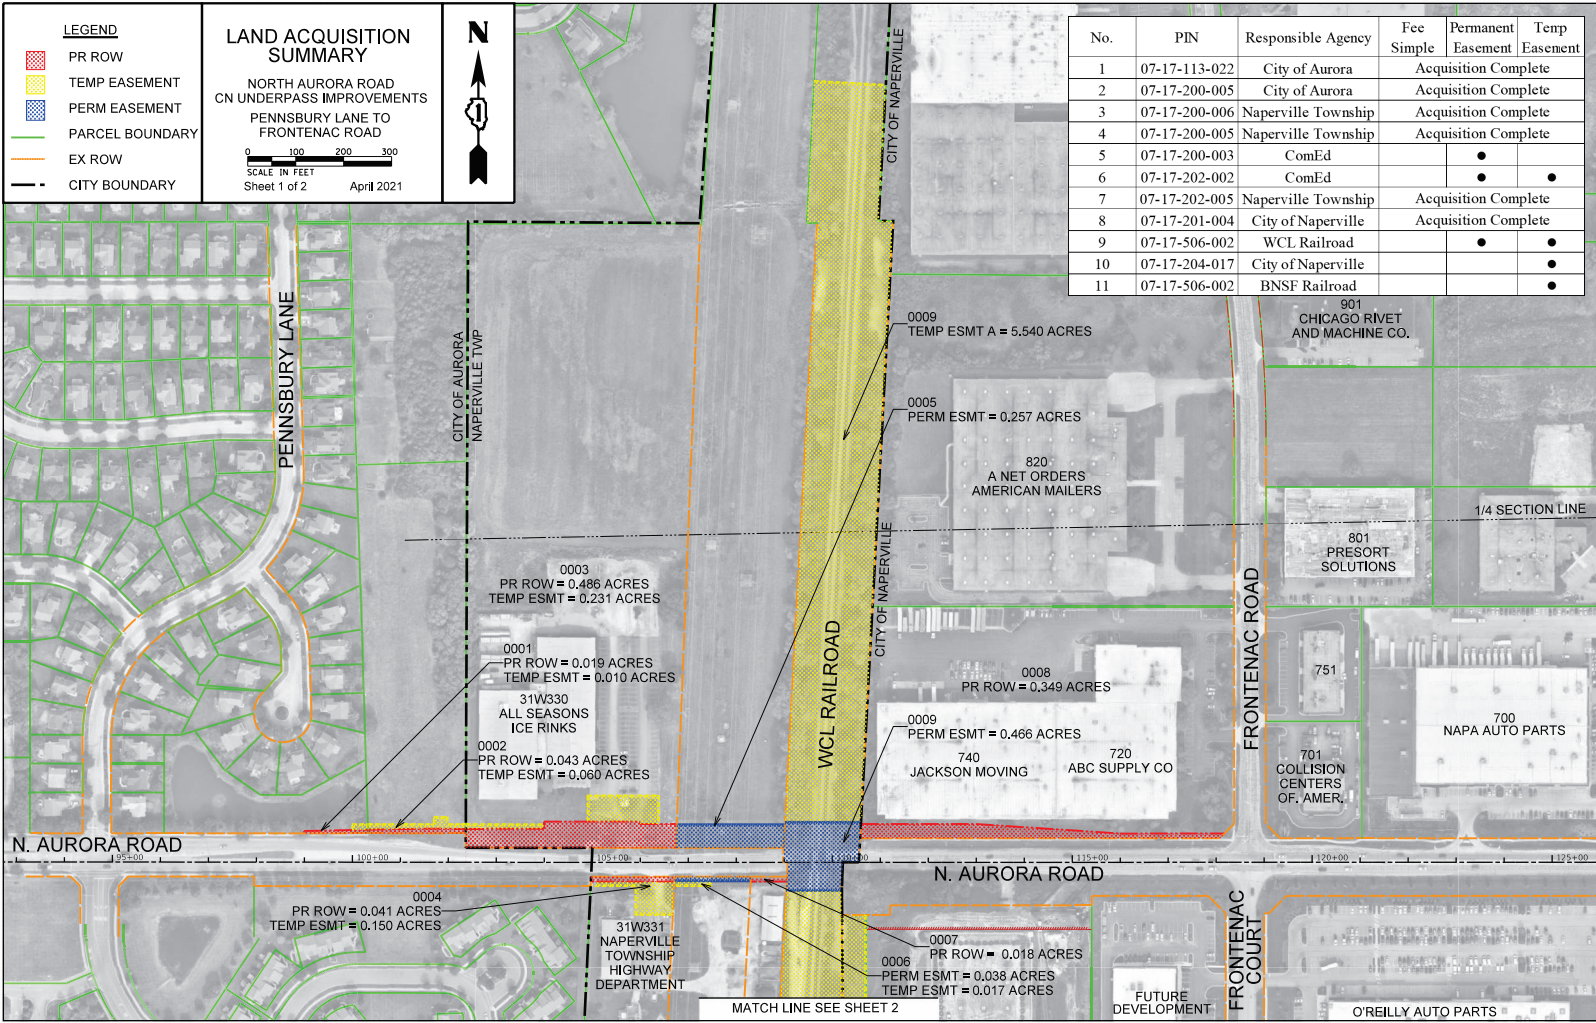 LEGEND
PR ROW
TEMP EASEMENT
PERM EASEMENT
PARCEL BOUNDARY
EX ROW
CITY BOUNDARY
LAND ACQUISITION
SUMMARY
NORTH AURORA ROAD
CN UNDERPASS IMPROVEMENTS
PENNSBURY LANE TO
FRONTENAC ROAD
0 100 200 300
SCALE IN FEET
Sheet 1 of 2 April 2021
N
1
No. PIN Responsible Agency Fee Simple Permanent Easement Temp Easement
1 07-17-113-022 City of Aurora Acquisition Complete
2 07-17-200-005 City of Aurora Acquisition Complete
3 07-17-200-006 Naperville Township Acquisition Complete
4 07-17-200-005 Naperville Township Acquisition Complete
5 07-17-200-003 ComEd ●
6 07-17-202-002 ComEd ● ●
7 07-17-202-005 Naperville Township Acquisition Complete
8 07-17-201-004 City of Naperville Acquisition Complete
9 07-17-506-002 WCL Railroad ● ●
10 07-17-204-017 City of Naperville ●
11 07-17-506-002 BNSF Railroad ●
CITY OF NAPERVILLE
CITY OF NAPERVILLE
PENNSBURY LANE
CITY OF AURORA
NAPERVILLE TWP
0009
TEMP ESMT A = 5.540 ACRES
901
CHICAGO RIVET
AND MACHINE CO.
0005
PERM ESMT = 0.257 ACRES
820
A NET ORDERS
AMERICAN MAILERS
1/4 SECTION LINE
801
PRESORT
SOLUTIONS
0003
PR ROW = 0.486 ACRES
TEMP ESMT = 0.231 ACRES
CITY OF NAPERVILLE
FRONTENAC ROAD
0001
PR ROW = 0.019 ACRES
TEMP ESMT = 0.010 ACRES
31W330
ALL SEASONS
ICE RINKS
WCL RAILROAD
0008
PR ROW = 0.349 ACRES
751
0009
PERM ESMT = 0.466 ACRES
700
NAPA AUTO PARTS
0002
PR ROW = 0.043 ACRES
TEMP ESMT = 0.060 ACRES
740
JACKSON MOVING
720
ABC SUPPLY CO
701
COLLISION
CENTERS
OF. AMER.
N. AURORA ROAD
95+00
100+00
105+00
115+00
120+00
125+00
N. AURORA ROAD
0004
PR ROW = 0.041 ACRES
TEMP ESMT = 0.150 ACRES
31W331
NAPERVILLE
TOWNSHIP
HIGHWAY
DEPARTMENT
0007
PR ROW = 0.018 ACRES
0006
PERM ESMT = 0.038 ACRES
TEMP ESMT = 0.017 ACRES
MATCH LINE SEE SHEET 2
FUTURE
DEVELOPMENT
FRONTENAC
COURT
O'REILLY AUTO PARTS